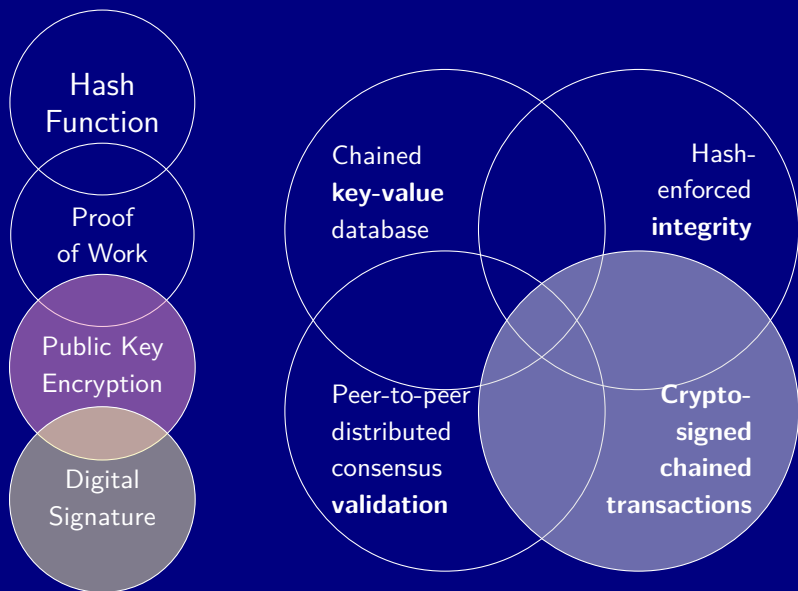 Hash
Function
Proof
of Work
Public Key
Encryption
Digital
Signature
Chained
key-value
database
Hash-
enforced
integrity
Peer-to-peer
distributed
consensus
validation
Crypto-
signed
chained
transactions